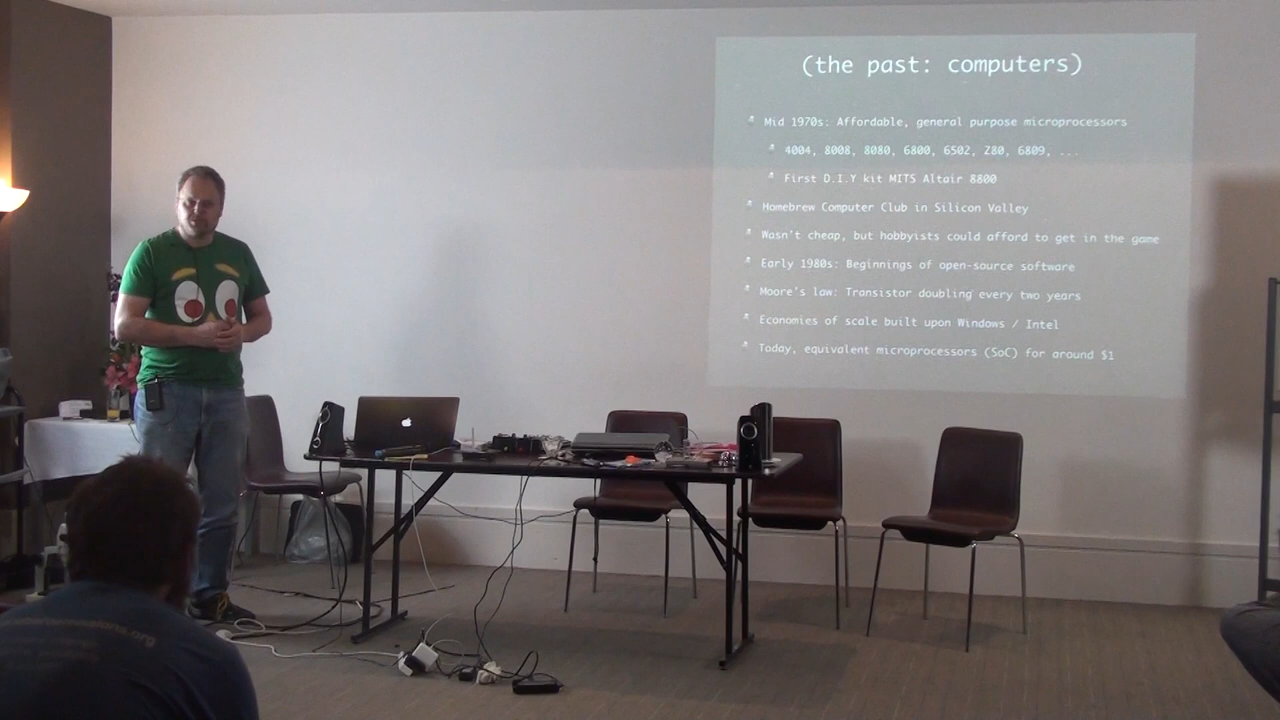 (the past: computers)
Mid 1970s: Affordable, general purpose microprocessors
4004, 8008, 8080, 6800, 6502, Z80, 6809, ...
First D.I.Y kit MITS Altair 8800
Homebrew Computer Club in Silicon Valley
Wasn't cheap, but hobbyists could afford to get in the game
Early 1980s: Beginnings of open-source software
Moore's law: Transistor doubling every two years
Economies of scale built upon Windows / Intel
Today, equivalent microprocessors (SoC) for around $1